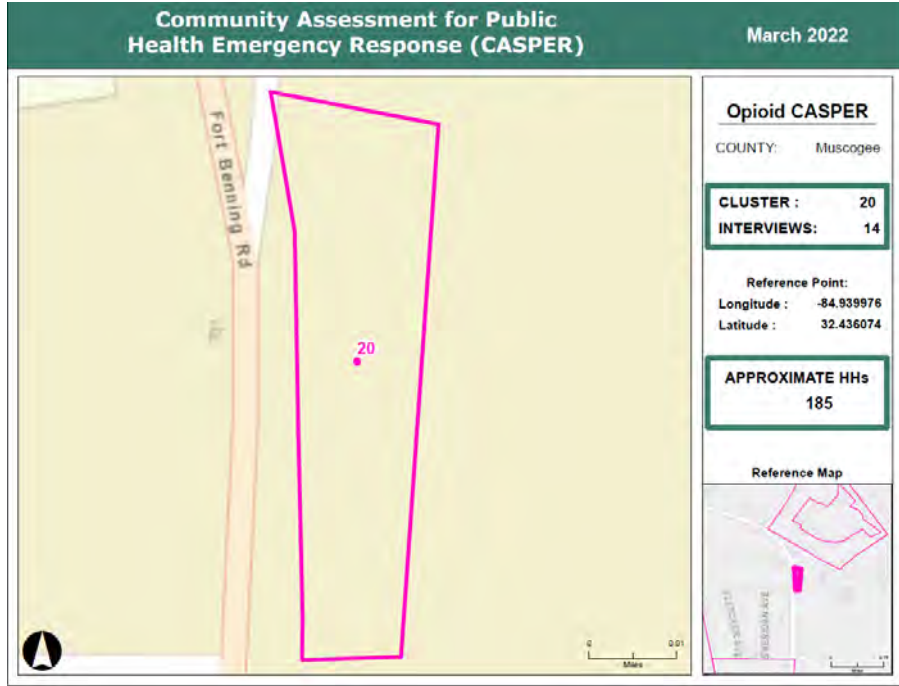 Community Assessment for Public
Health Emergency Response (CASPER)
March 2022
Fort Benning Rd
20
0 0.01
Miles
Opioid CASPER
COUNTY: Muscogee
CLUSTER : 20
INTERVIEWS: 14
Reference Point:
Longitude : -84.939976
Latitude : 32.436074
APPROXIMATE HHs
185
Reference Map